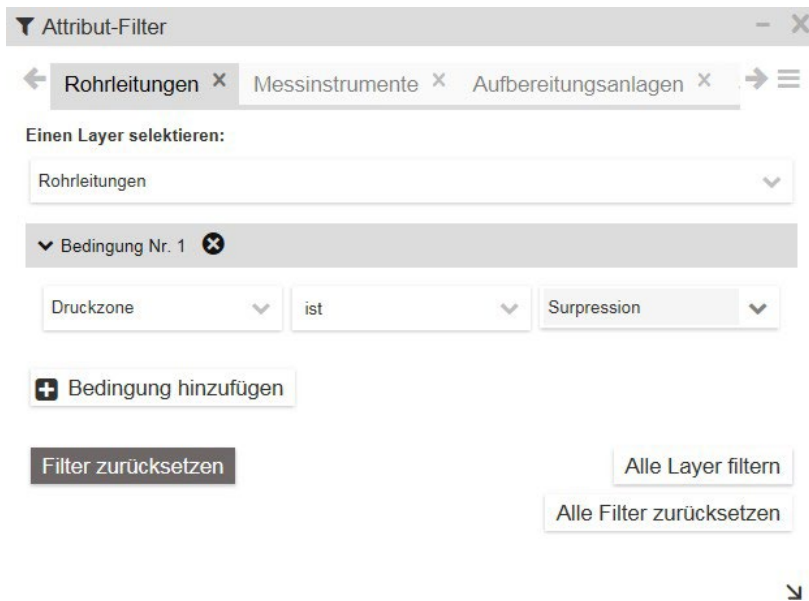 Attribut-Filter
Rohrleitungen Messinstrumente Aufbereitungsanlagen
Einen Layer selektieren:
Rohrleitungen
Bedingung Nr. 1
Druckzone ist Surpression
Bedingung hinzufügen
Filter zurücksetzen Alle Layer filtern
Alle Filter zurücksetzen